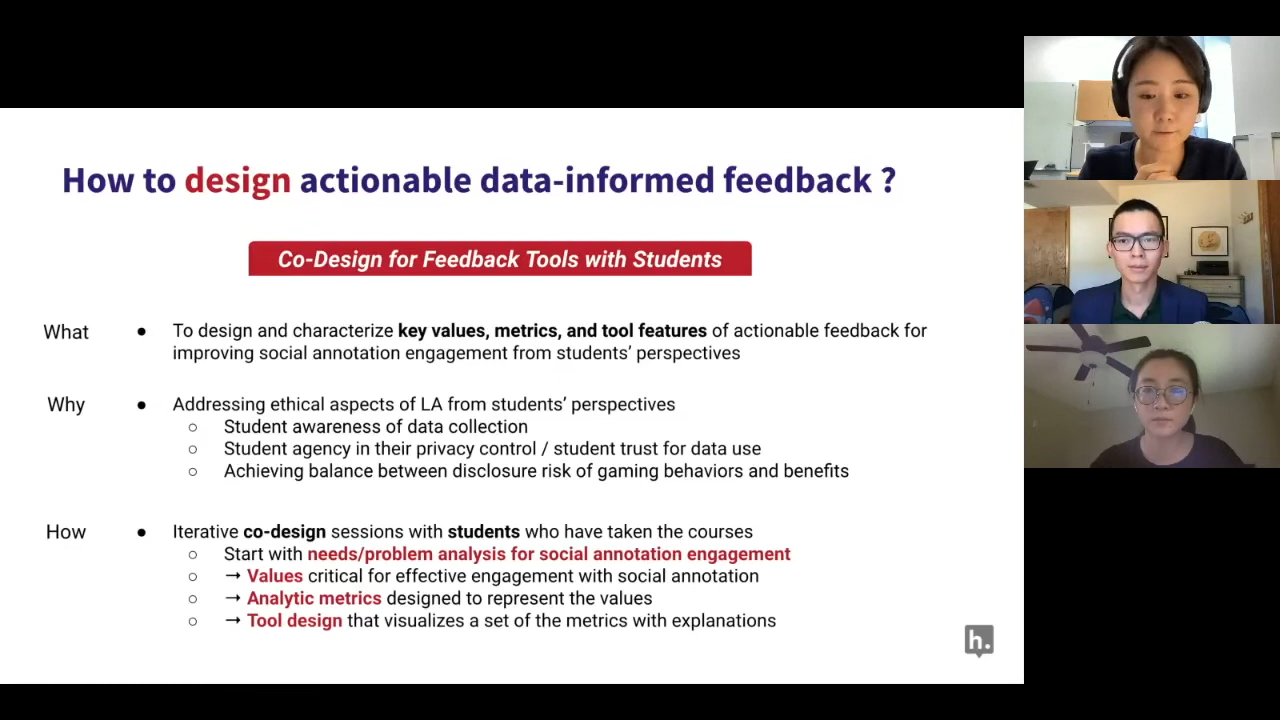 How to design actionable data-informed feedback ?
Co-Design for Feedback Tools with Students
What
● To design and characterize key values, metrics, and tool features of actionable feedback for
improving social annotation engagement from students’ perspectives
Why
● Addressing ethical aspects of LA from students’ perspectives
○ Student awareness of data collection
○ Student agency in their privacy control / student trust for data use
○ Achieving balance between disclosure risk of gaming behaviors and benefits
How
● Iterative co-design sessions with students who have taken the courses
○ Start with needs/problem analysis for social annotation engagement
○ → Values critical for effective engagement with social annotation
○ → Analytic metrics designed to represent the values
○ → Tool design that visualizes a set of the metrics with explanations
h.